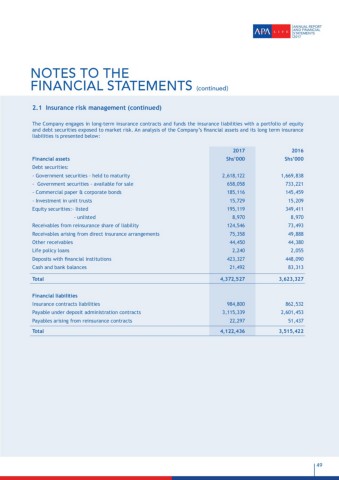 APA LIFE
ANNUAL REPORT
AND FINANCIAL
STATEMENTS
2017
NOTES TO THE
FINANCIAL STATEMENTS (continued)
2.1 Insurance risk management (continued)
The Company engages in long-term insurance contracts and funds the insurance liabilities with a portfolio of equity
and debt securities exposed to market risk. An analysis of the Company's financial assets and its long term insurance
liabilities is presented below:
2017 2016
Financial assets Shs'000 Shs'000
Debt securities:
- Government securities - held to maturity 2,618,122 1,669,838
- Government securities - available for sale 658,058 733,221
- Commercial paper & corporate bonds 185,116 145,459
- Investment in unit trusts 15,729 15,209
Equity securities:- listed 195,119 349,411
- unlisted 8,970 8,970
Receivables from reinsurance share of liability 124,546 73,493
Receivables arising from direct insurance arrangements 75,358 49,888
Other receivables 44,450 44,380
Life policy loans 2,240 2,055
Deposits with financial institutions 423,327 448,090
Cash and bank balances 21,492 83,313
Total 4,372,527 3,623,327
Financial liabilities
Insurance contracts liabilities 984,800 862,532
Payable under deposit administration contracts 3,115,339 2,601,453
Payables arising from reinsurance contracts 22,297 51,437
Total 4,122,436 3,515,422